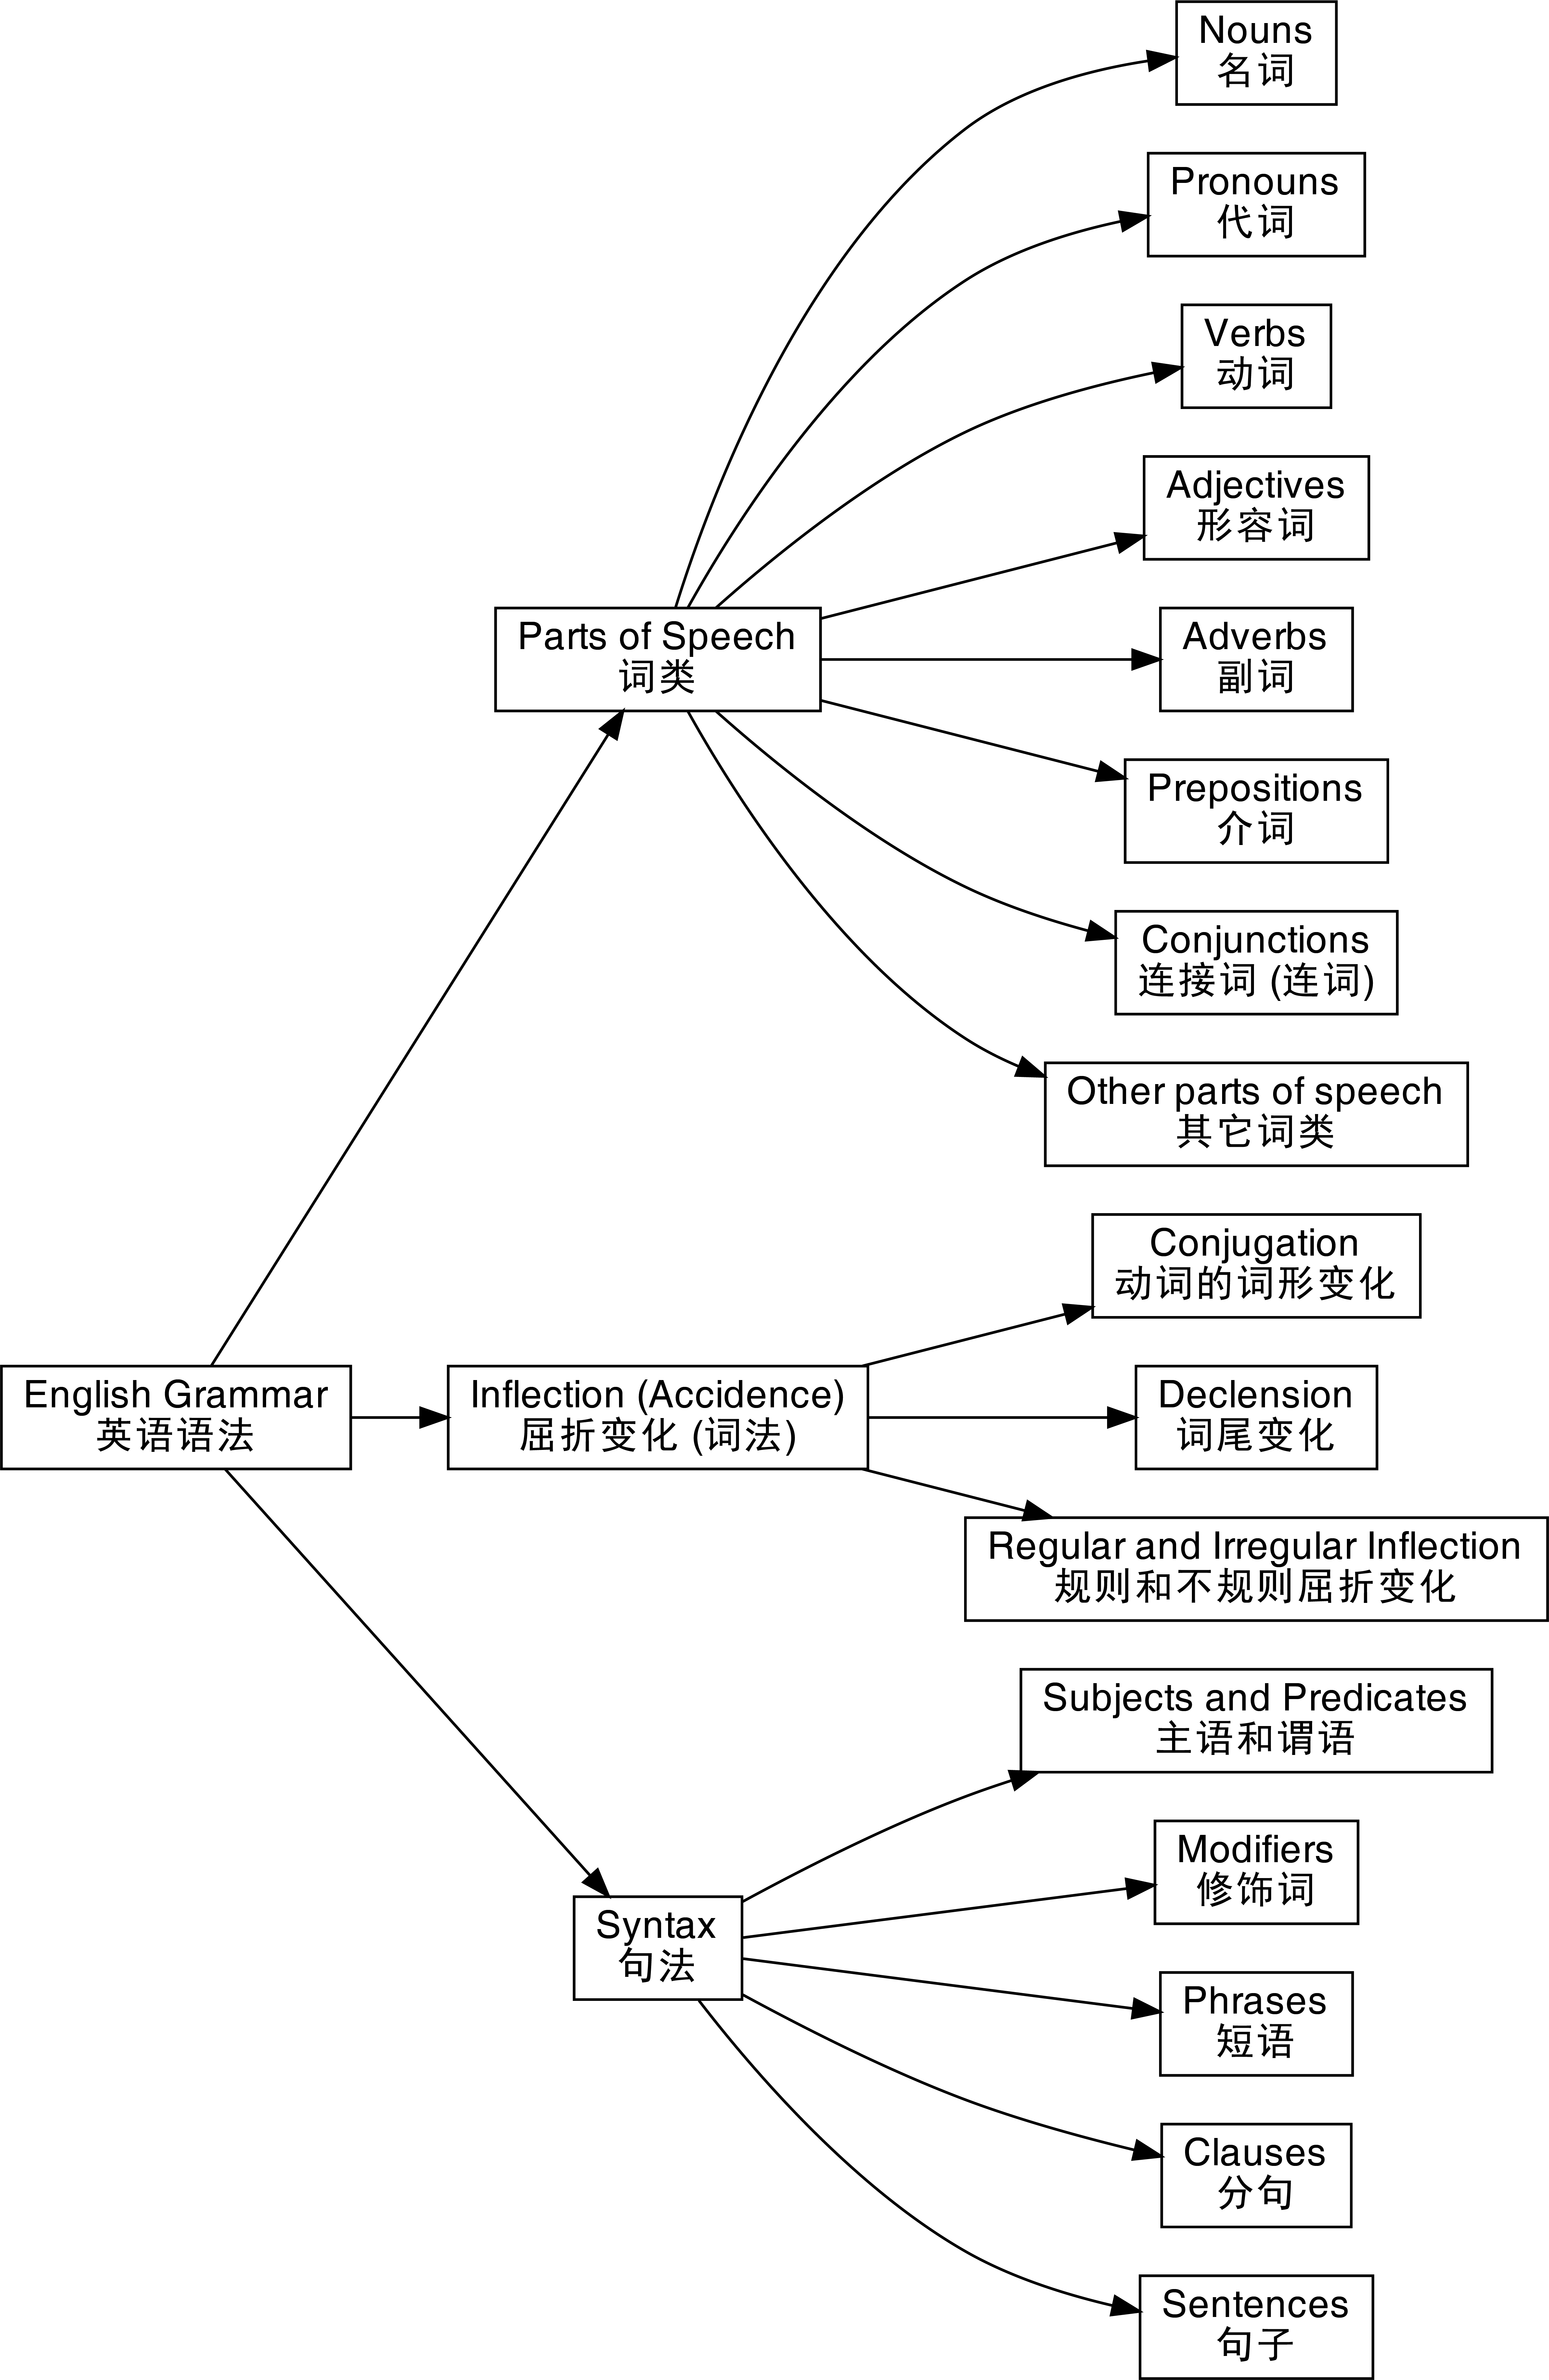 Nouns
名词
Pronouns
代词
Verbs
动词
Adjectives
形容词
Parts of Speech
词类
Adverbs
副词
Prepositions
介词
Conjunctions
连接词 (连词)
Other parts of speech
其它词类
Conjugation
动词的词形变化
English Grammar
英语语法
Inflection (Accidence)
屈折变化 (词法)
Declension
词尾变化
Regular and Irregular Inflection
规则和不规则屈折变化
Subjects and Predicates
主语和谓语
Modifiers
修饰词
Syntax
句法
Phrases
短语
Clauses
分句
Sentences
句子